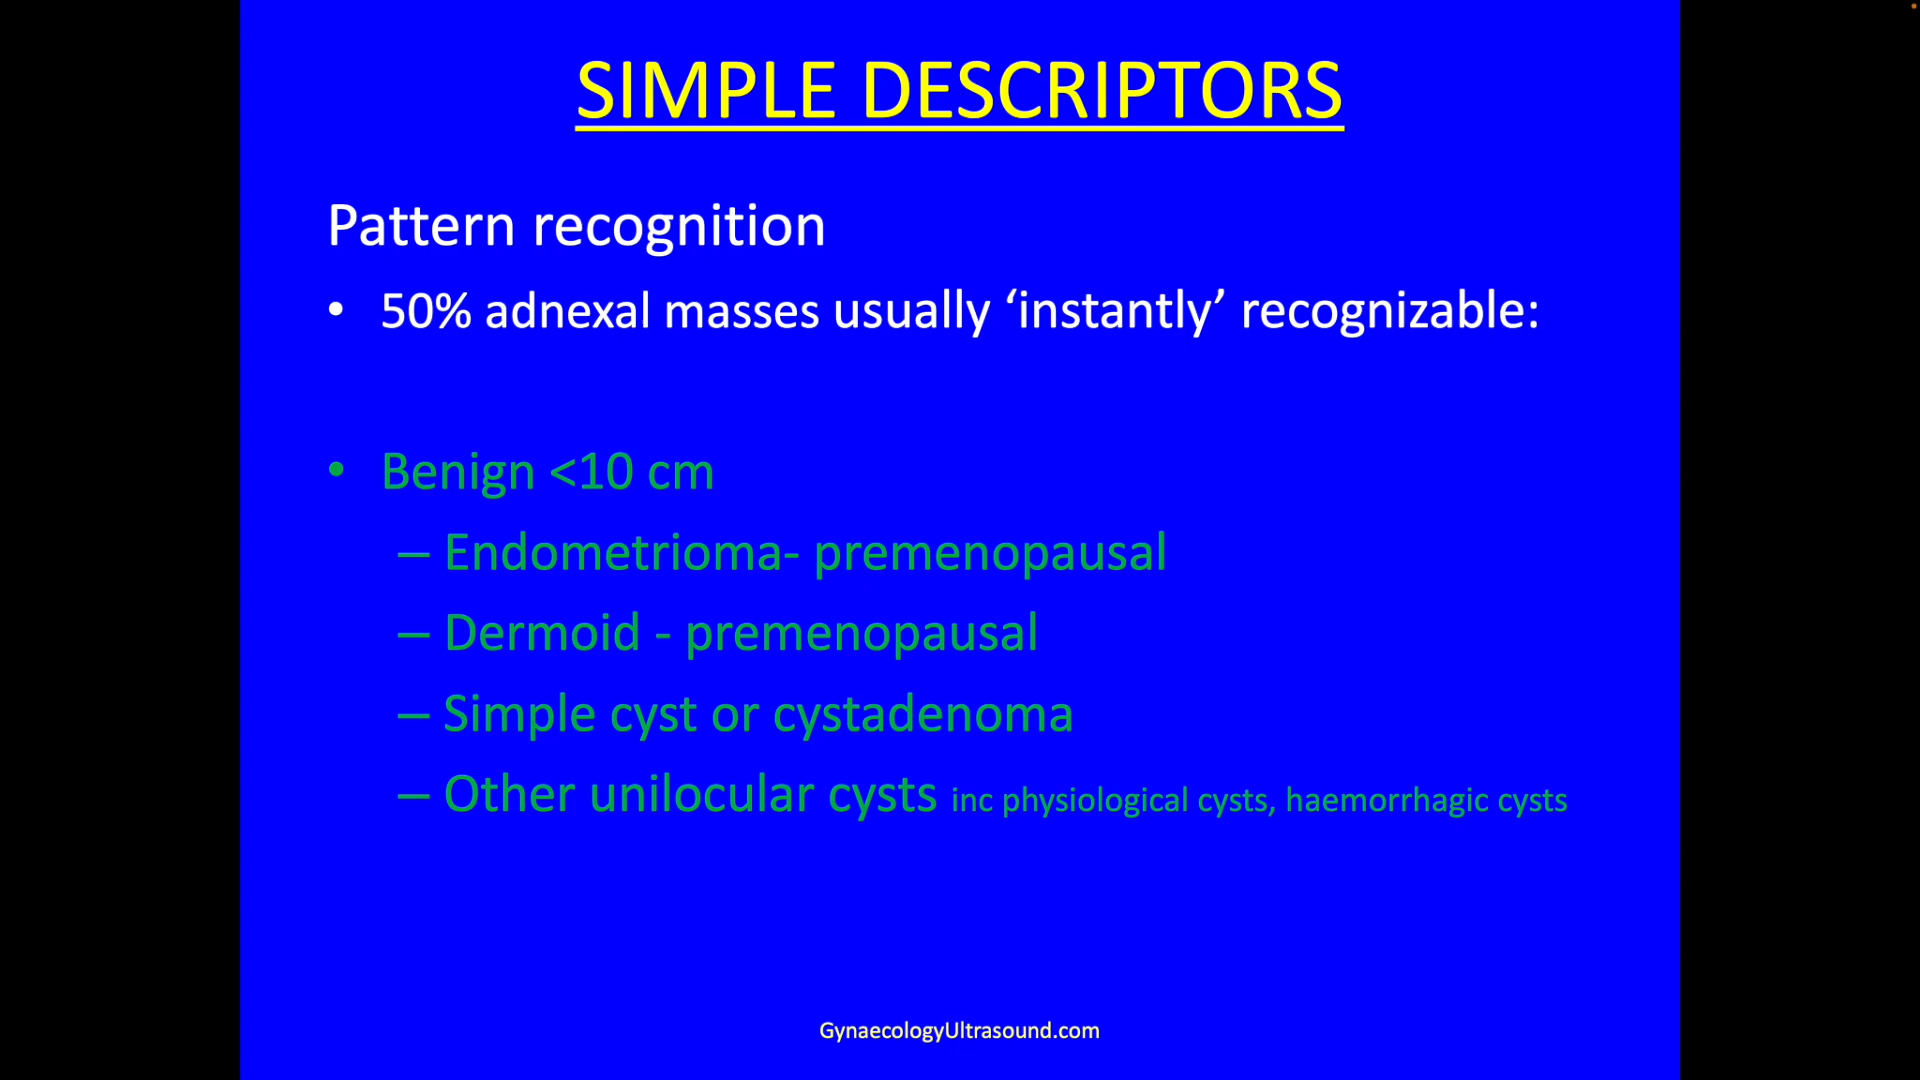 SIMPLE DESCRIPTORS
Pattern recognition
• 50% adnexal masses usually ‘instantly’ recognizable:
• Benign <10 cm
– Endometrioma- premenopausal
– Dermoid - premenopausal
– Simple cyst or cystadenoma
– Other unilocular cysts inc physiological cysts, haemorrhagic cysts
GynaecologyUltrasound.com